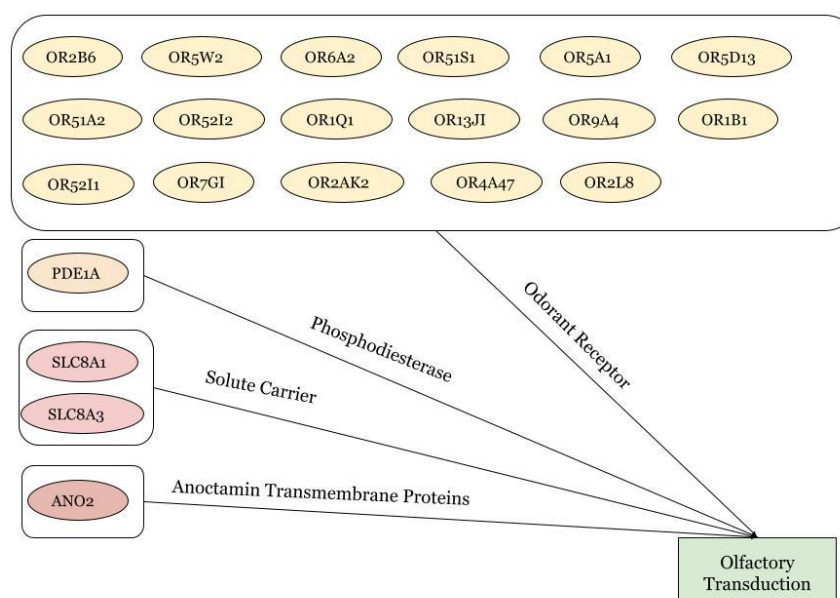 OR2B6 OR5W2 OR6A2 OR51S1 OR5A1 OR5D13
OR51A2 OR52I2 OR1Q1 OR13JI OR9A4 OR1B1
OR52I1 OR7GI OR2AK2 OR4A47 OR2L8
PDE1A
Odorant Receptor
Phosphodiesterase
SLC8A1
Solute Carrier
SLC8A3
ANO2
Anoctamin Transmembrane Proteins
Olfactory
Transduction